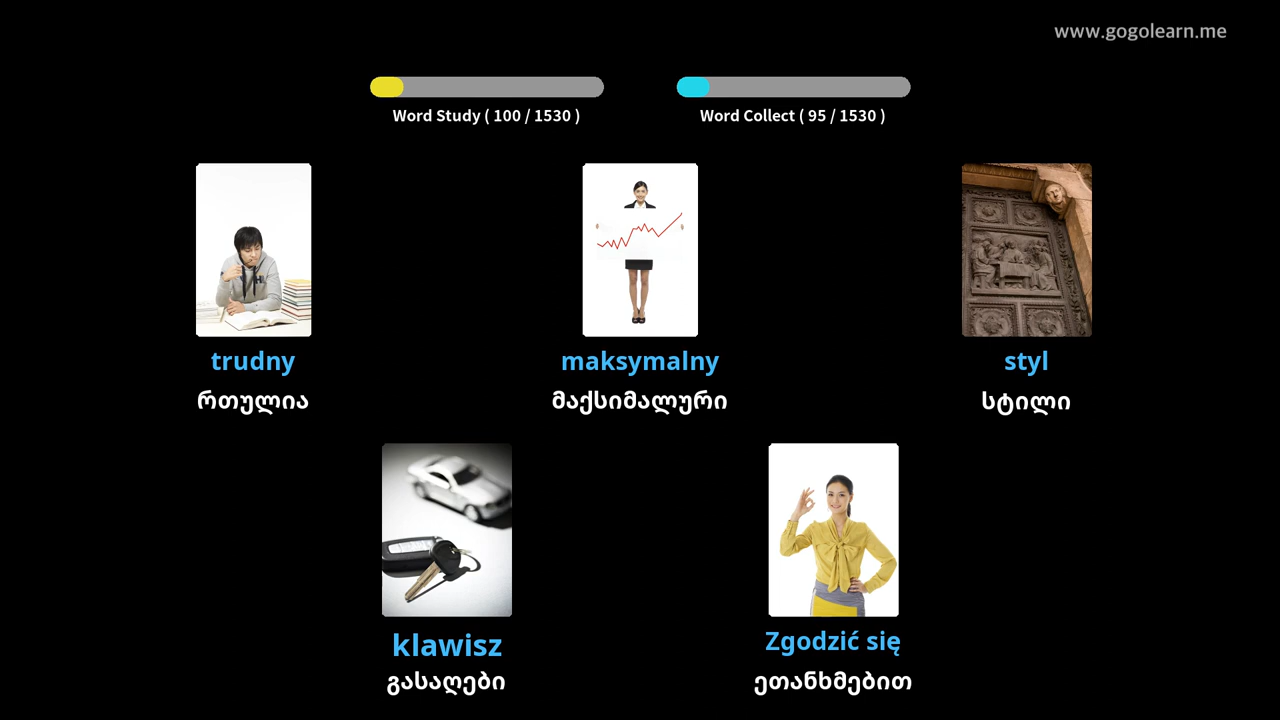 www.gogolearn.me
Word Study ( 100 / 1530 )
Word Collect ( 95 / 1530 )
trudny
რთულია
maksymalny
მაქსიმალური
styl
სტილი
klawisz
გასაღები
Zgodzić się
ეთანხმებით